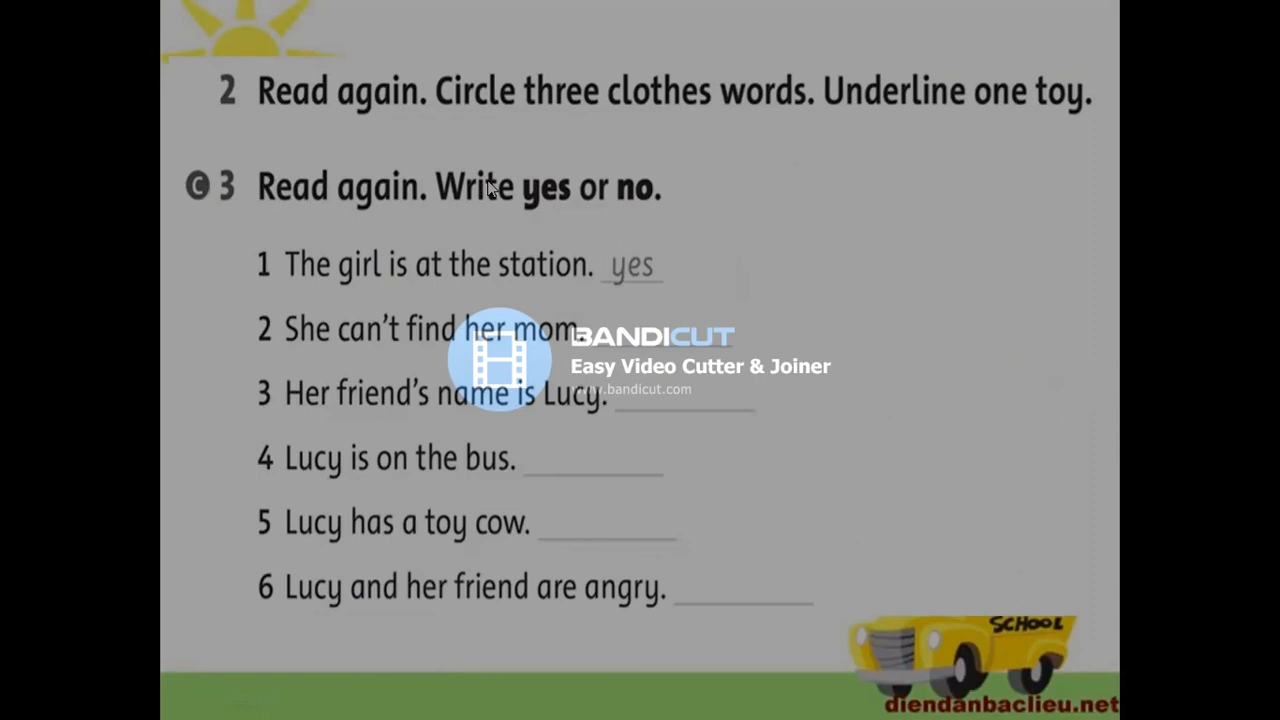 2 Read again. Circle three clothes words. Underline one toy.
C 3 Read again. Write yes or no.
1 The girl is at the station. yes
2 She can't find her mom.
BANDICUT
Easy Video Cutter & Joiner
www.bandicut.com
3 Her friend's name is Lucy.
4 Lucy is on the bus.
5 Lucy has a toy cow.
6 Lucy and her friend are angry.
SCHOOL
diendanbaclieu.net